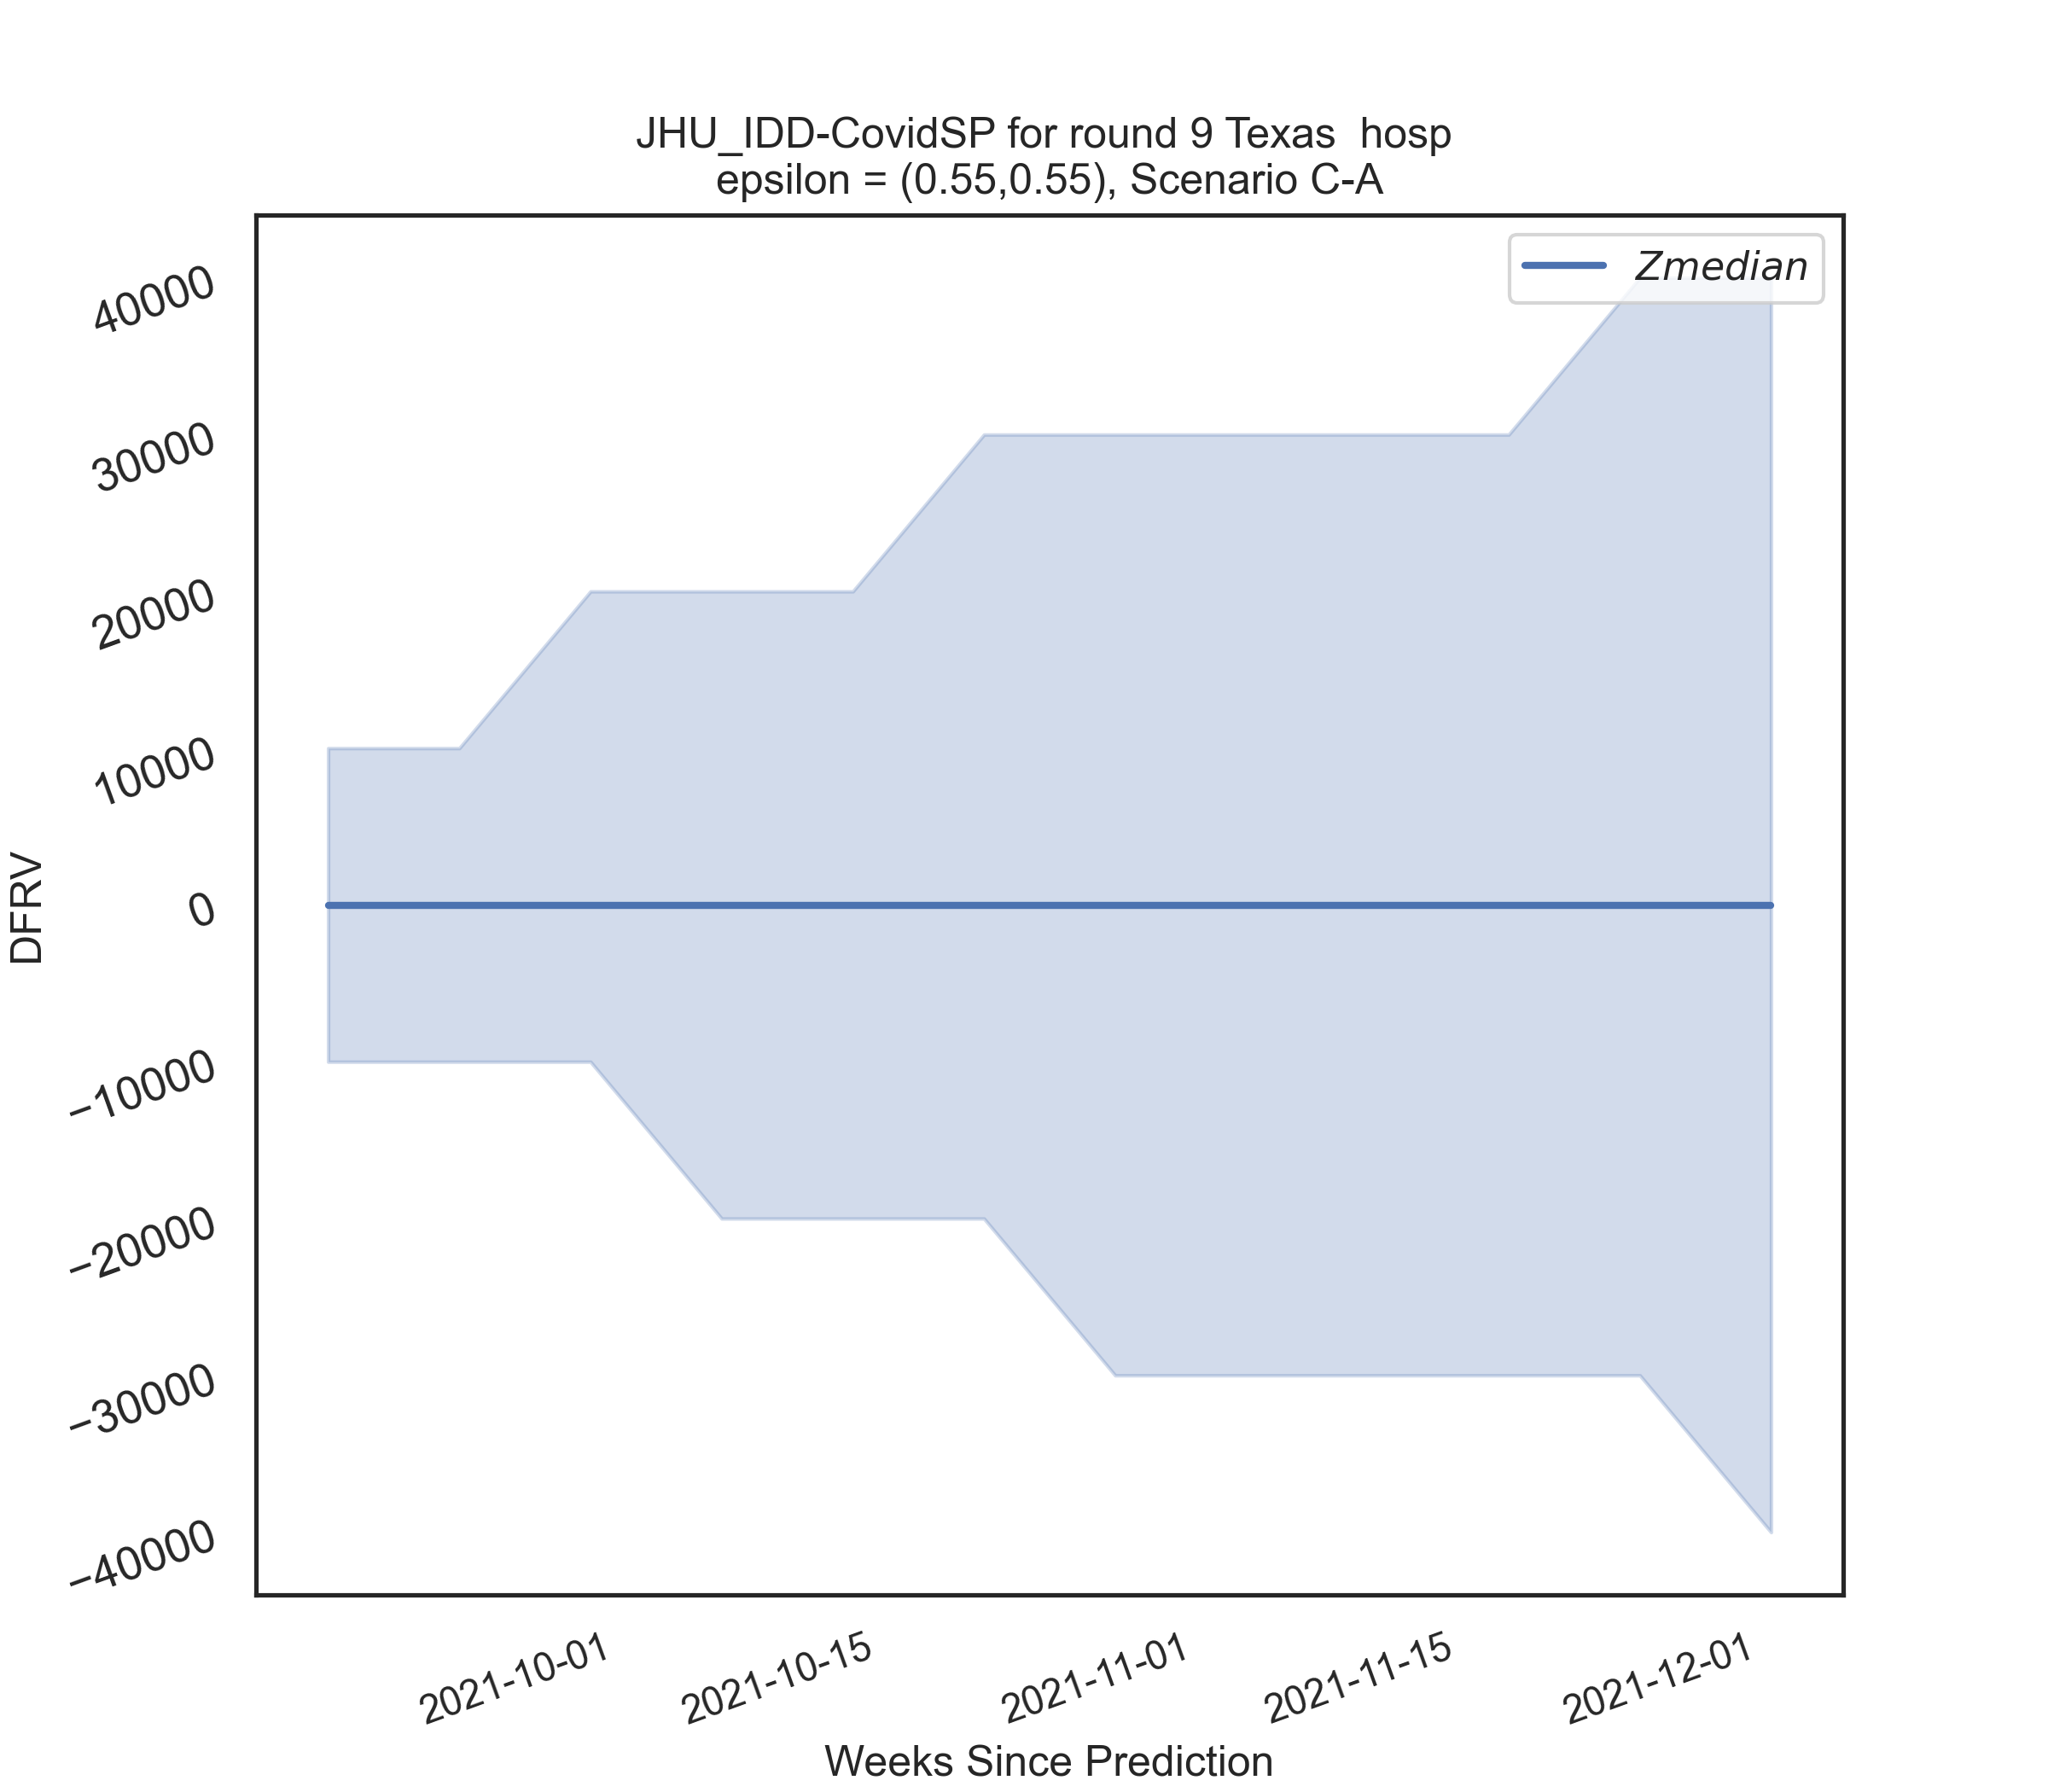 JHU_IDD-CovidSP for round 9 Texas  hosp
epsilon = (0.55,0.55), Scenario C-A
Zmedian
40000
30000
20000
10000
0
−10000
−20000
−30000
−40000
DFRV
2021-10-01
2021-10-15
2021-11-01
2021-11-15
2021-12-01
Weeks Since Prediction